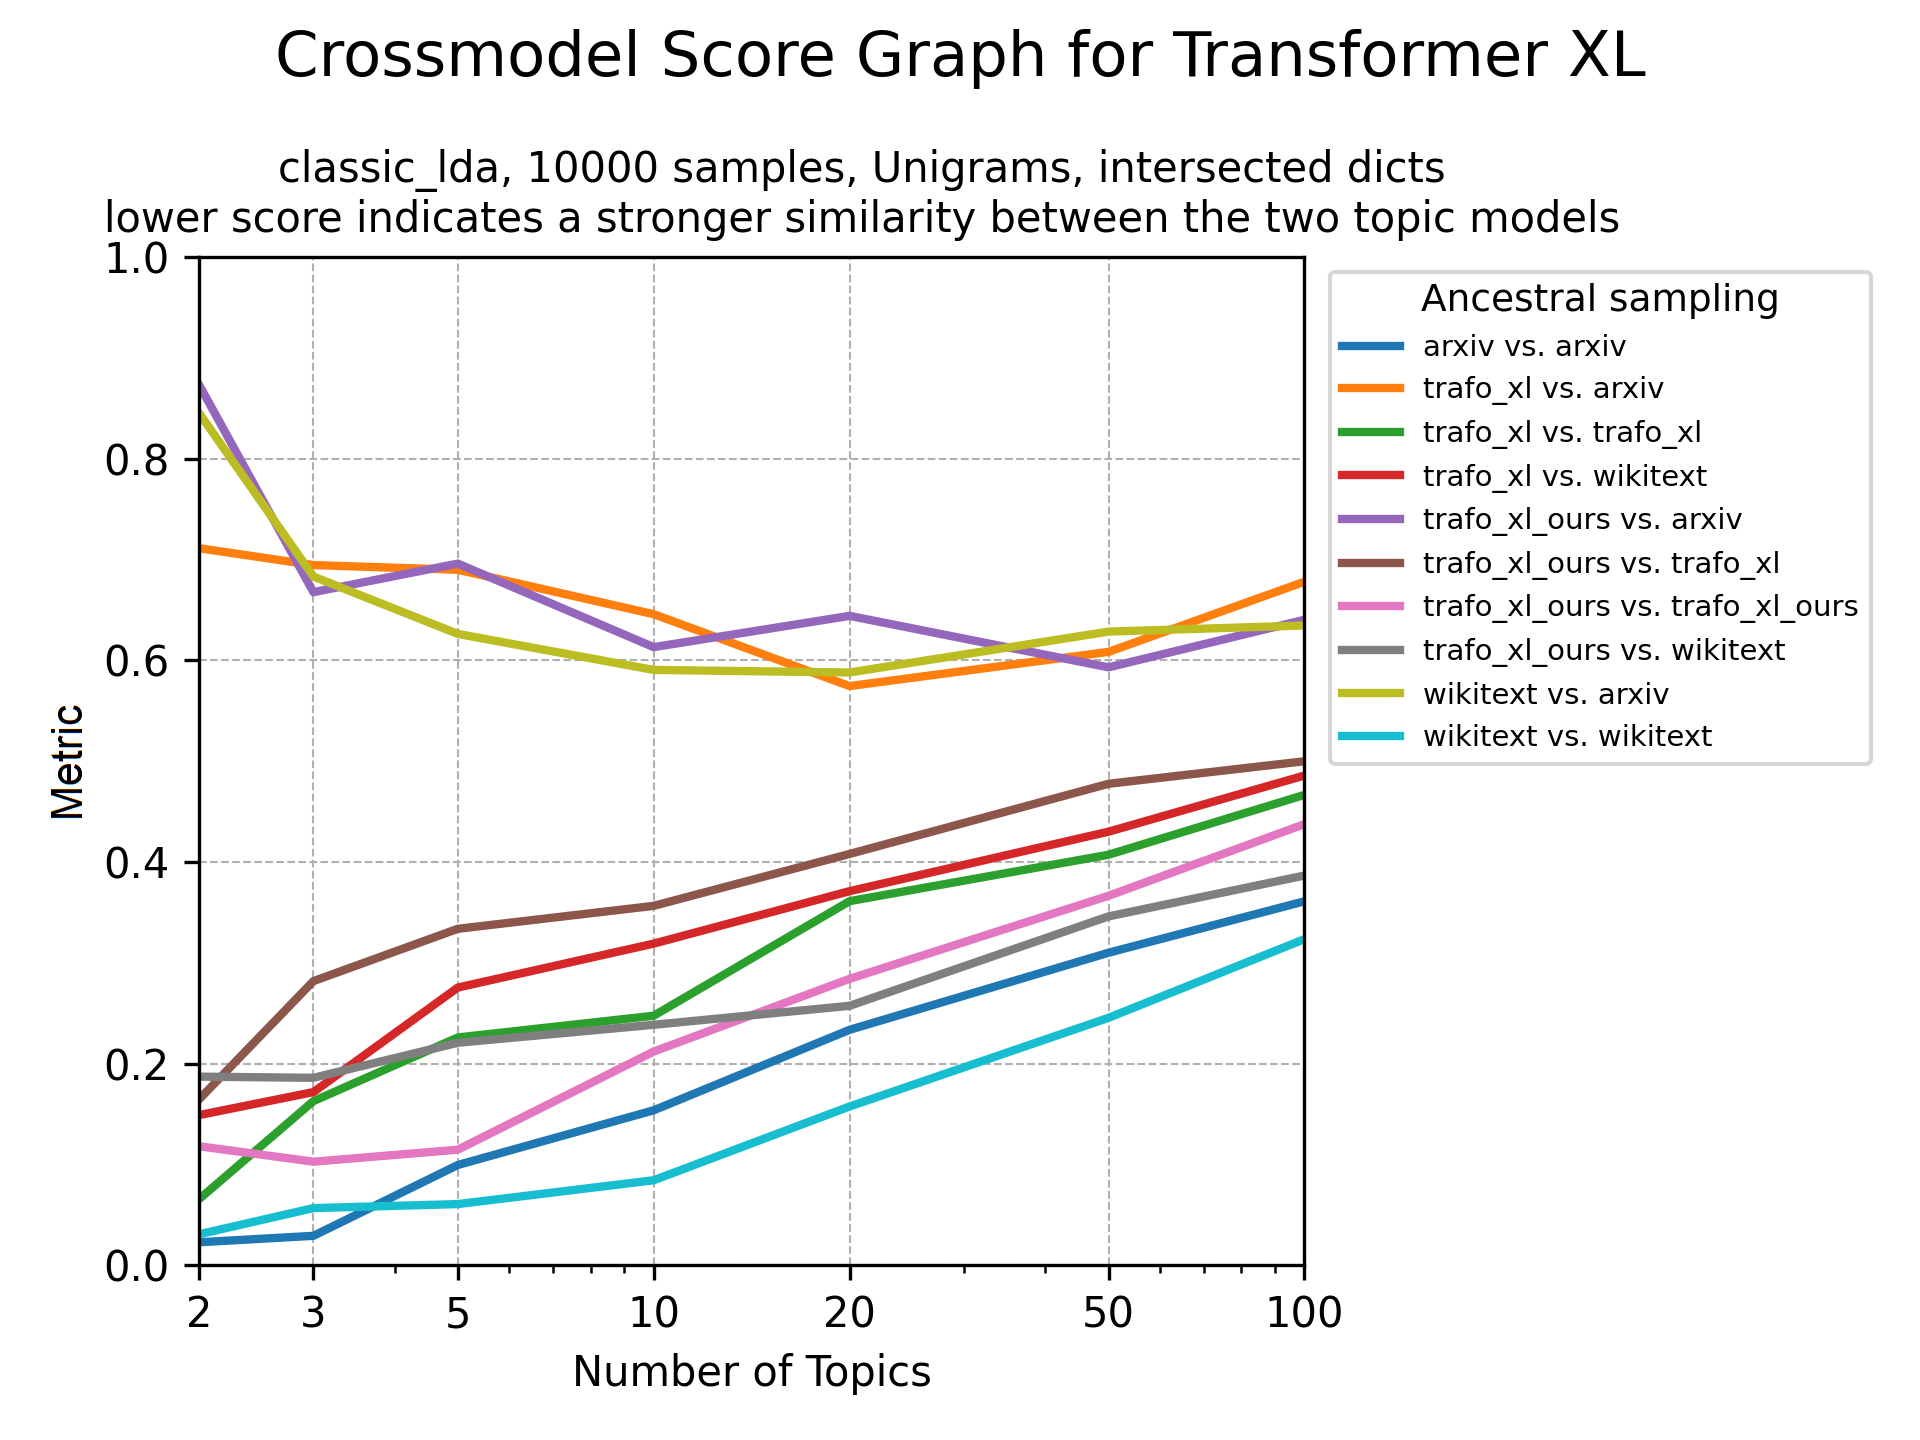 Crossmodel Score Graph for Transformer XL
classic_lda, 10000 samples, Unigrams, intersected dicts
lower score indicates a stronger similarity between the two topic models
1.0
0.8
0.6
0.4
0.2
0.0
Metric
2 3 5 10 20 50 100
Number of Topics
Ancestral sampling
arxiv vs. arxiv
trafo_xl vs. arxiv
trafo_xl vs. trafo_xl
trafo_xl vs. wikitext
trafo_xl_ours vs. arxiv
trafo_xl_ours vs. trafo_xl
trafo_xl_ours vs. trafo_xl_ours
trafo_xl_ours vs. wikitext
wikitext vs. arxiv
wikitext vs. wikitext